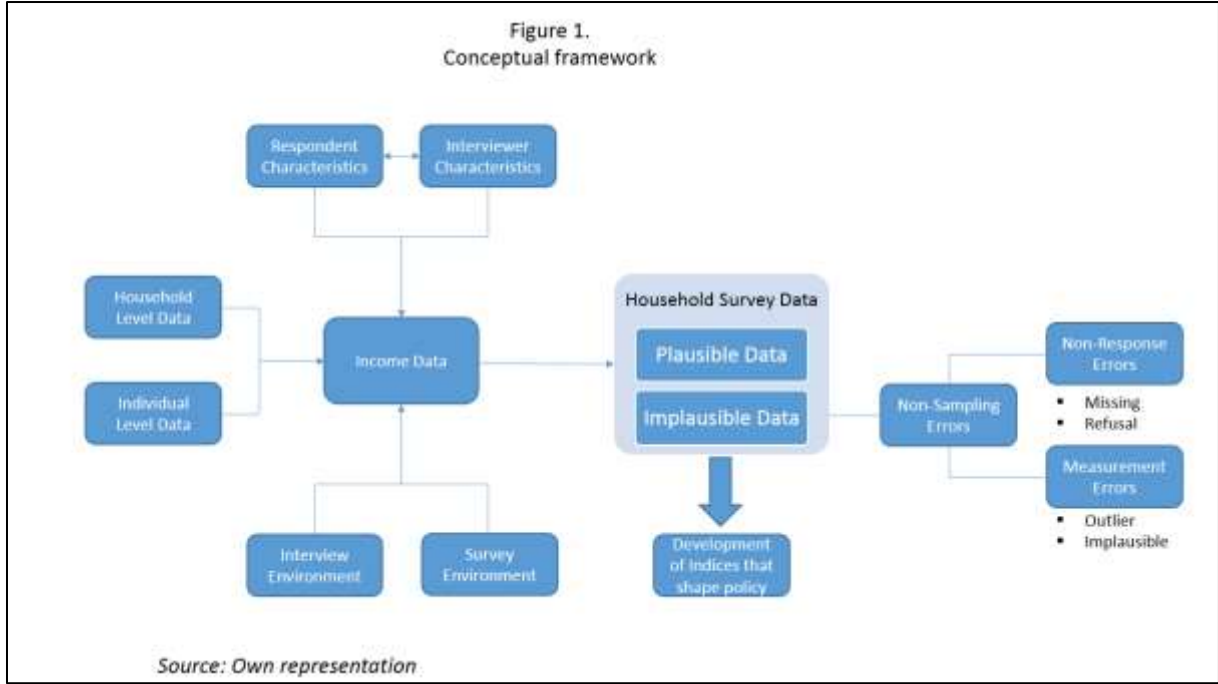 Figure 1.
Conceptual framework
Respondent
Characteristics
Interviewer
Characteristics
Household
Level Data
Individual
Level Data
Income Data
Household Survey Data
Plausible Data
Implausible Data
Non-Sampling
Errors
Non-Response
Errors
▪ Missing
▪ Refusal
Measurement
Errors
▪ Outlier
▪ Implausible
Interview
Environment
Survey
Environment
Development
of Indices that
shape policy
Source: Own representation